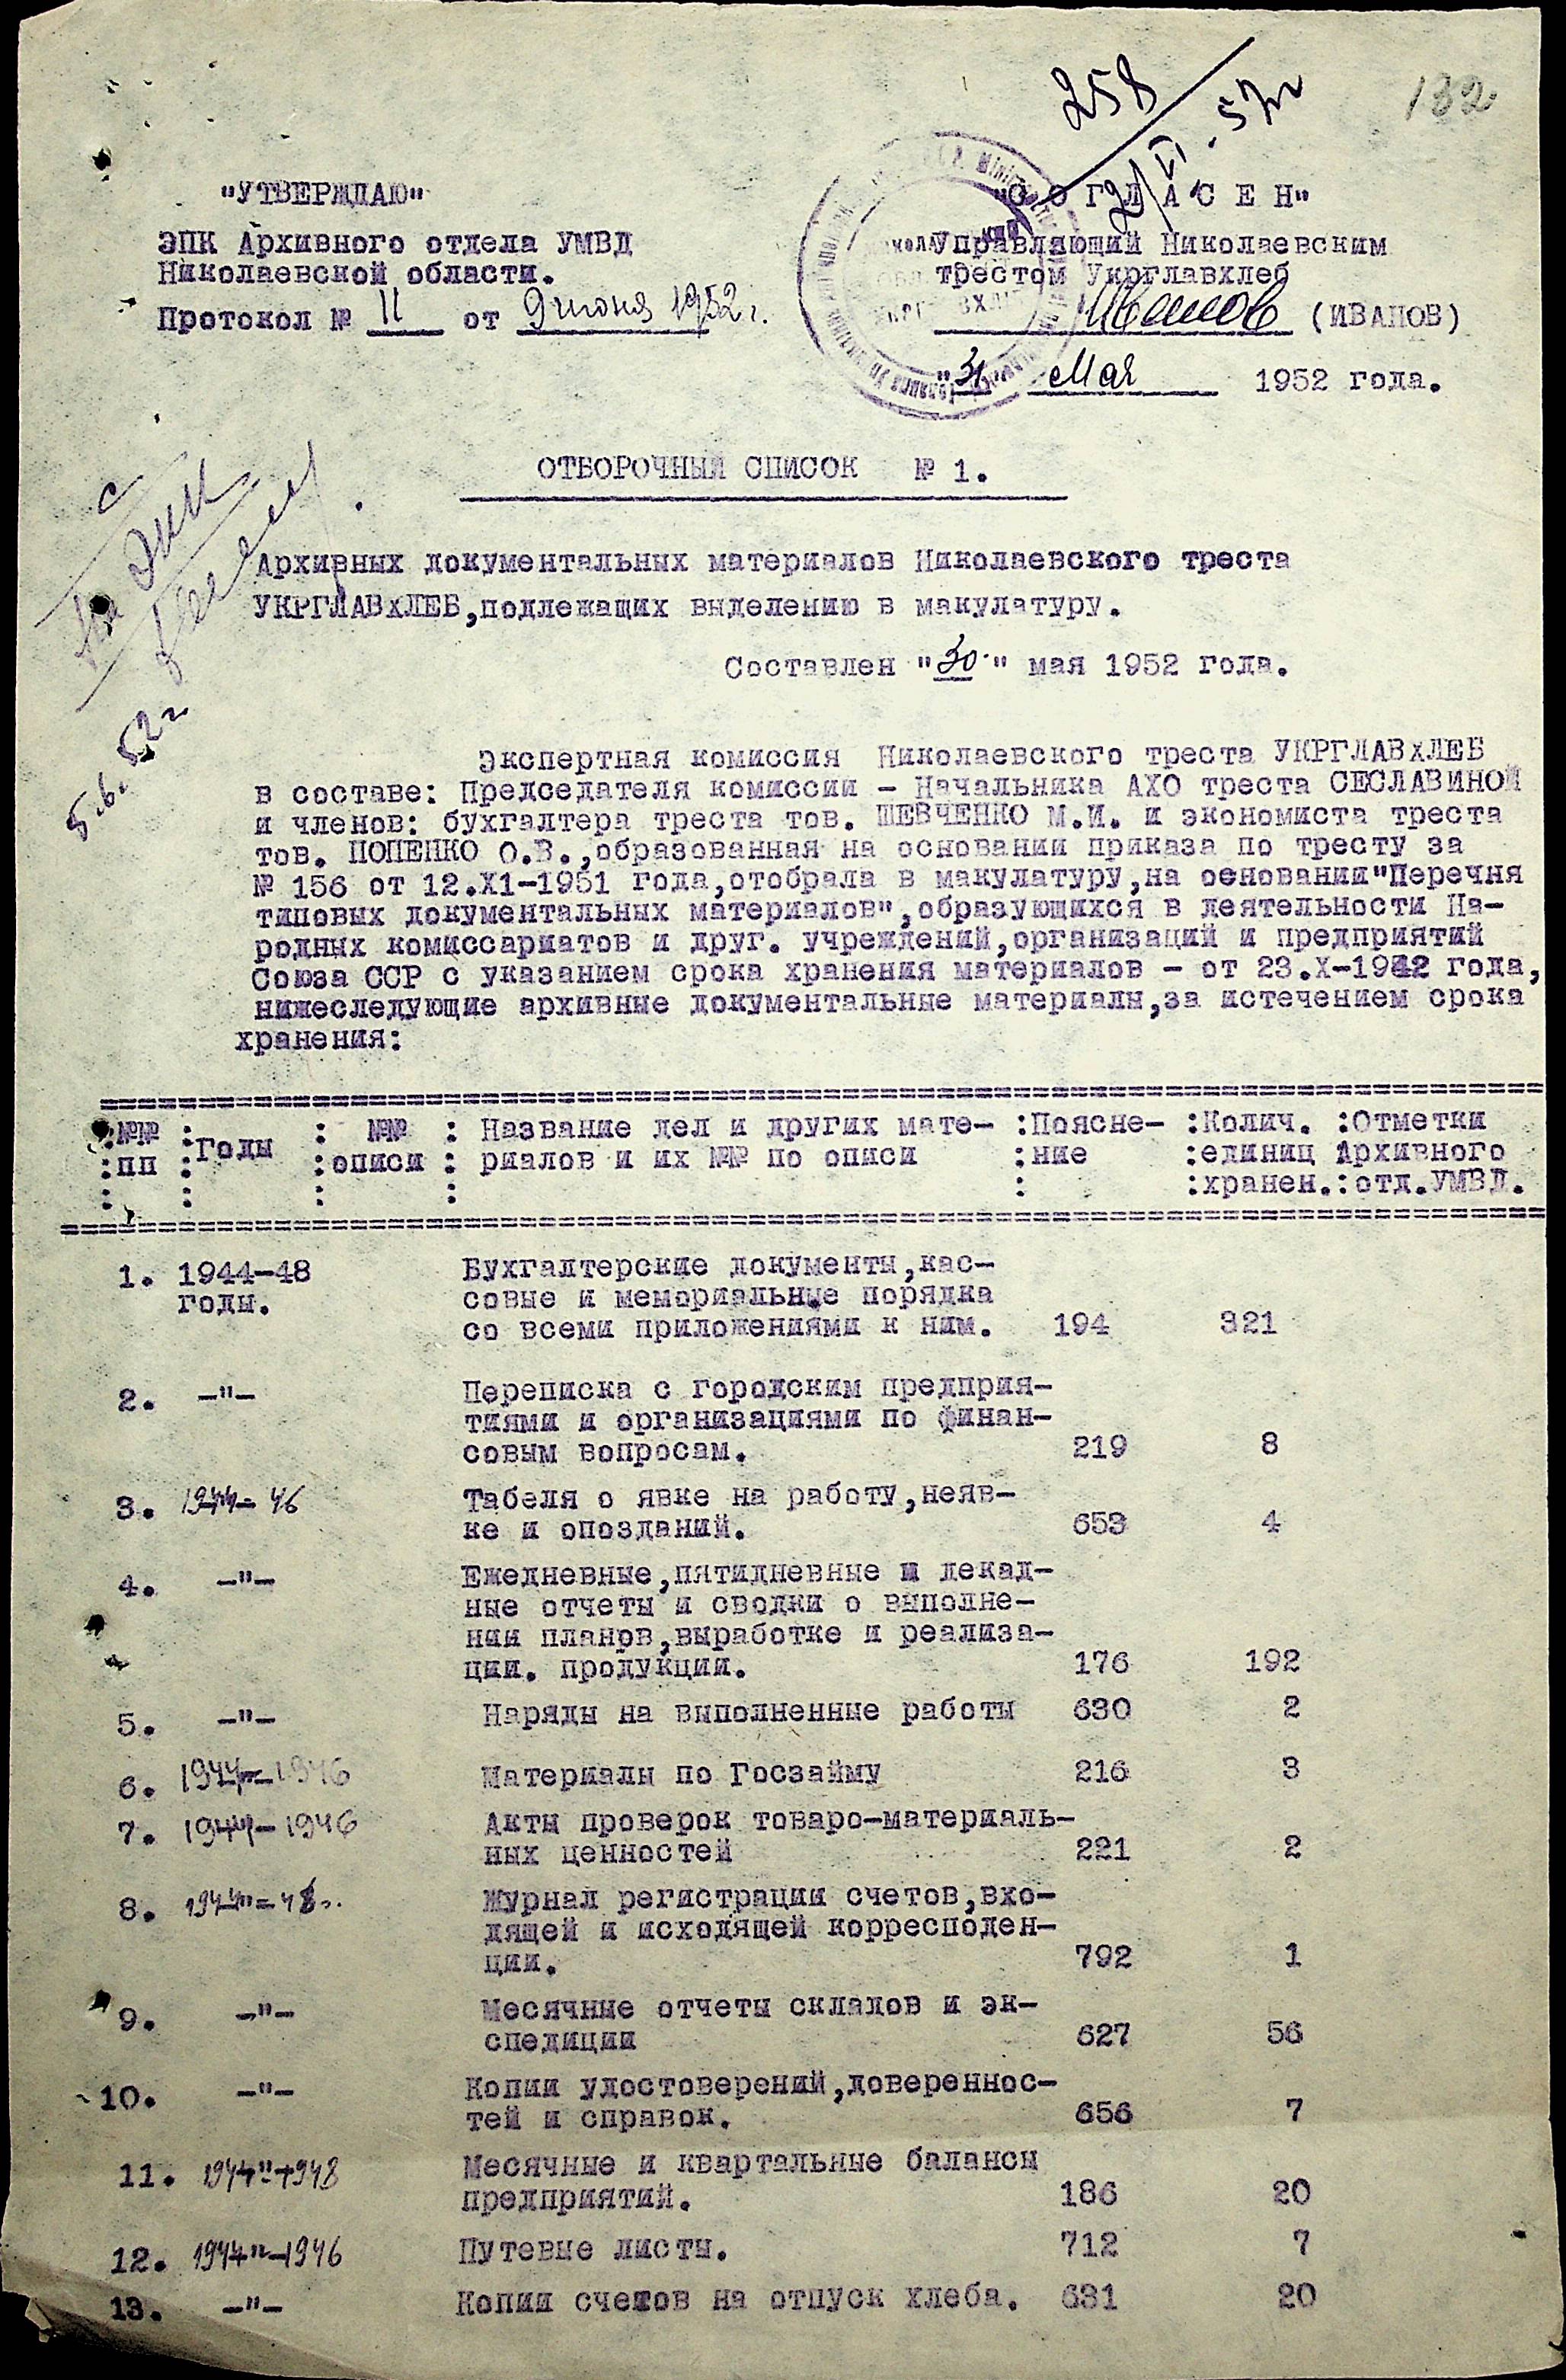 258
132
"УТВЕРЖДАЮ"
ЭПК Архивного отдела УМВД
Николаевской области.
Протокол № 11 от 9 июня 1952 г.
"С О Г Л А С Е Н"
Управляющий Николаевским
трестом Укрглавхлеб
(ИВАНОВ)
"31" Мая 1952 года.
ОТБОРОЧНЫЙ СПИСОК № 1.
Архивных документальных материалов Николаевского треста
УКРГЛАВХЛЕБ,подлежащих выделению в макулатуру.
Составлен "30" мая 1952 года.
5.6.52 г
Экспертная комиссия Николаевского треста УКРГЛАВХЛЕБ
в составе: Председателя комиссии – Начальника АХО треста СЕСЛАВИНОЙ
и членов: бухгалтера треста тов. ШЕВЧЕНКО М.И. и экономиста треста
тов. ПОПЕНКО О.В.,образованная на основании приказа по тресту за
№ 156 от 12.X1-1951 года,отобрала в макулатуру,на основании"Перечня
типовых документальных материалов",образующихся в деятельности На-
родных комиссариатов и друг. учреждений,организаций и предприятий
Союза ССР с указанием срока хранения материалов – от 23.X-1942 года,
нижеследующие архивные документальные материалы,за истечением срока
хранения:
:№№ : Годы : №№ : Название дел и других мате- :Поясне- :Колич. :Отметки
:пп : :описи : риалов и их №№ по описи :ние :единиц Архивного
: : : : : :хранен.:отд.УМВД.
1. 1944-48 Бухгалтерские документы,кас-
годы. совые и мемориальные порядка
со всеми приложениями к ним. 194 321
2. -"- Переписка с городским предприя-
тиями и организациями по финан-
совым вопросам. 219 8
3. 1944- 46 Табеля о явке на работу,неяв-
ке и опозданий. 653 4
4. -"- Ежедневные,пятидневные и декад-
ные отчеты и сводки о выполне-
нии планов,выработке и реализа-
ции. продукции. 176 192
5. -"- Наряды на выполненные работы 630 2
6. 1944-1946 Материалы по Госзайму 216 3
7. 1944-1946 Акты проверок товаро-материаль-
ных ценностей 221 2
8. 1944-48 Журнал регистрации счетов,вхо-
дящей и исходящей корресподен-
ции. 792 1
9. -"- Месячные отчеты складов и эк-
спедиции 627 56
10. -"- Копии удостоверений,довереннос-
тей и справок. 656 7
11. 1944-1948 Месячные и квартальные балансы
предприятий. 186 20
12. 1944-1946 Путевые листы. 712 7
13. -"- Копии счетов на отпуск хлеба. 631 20